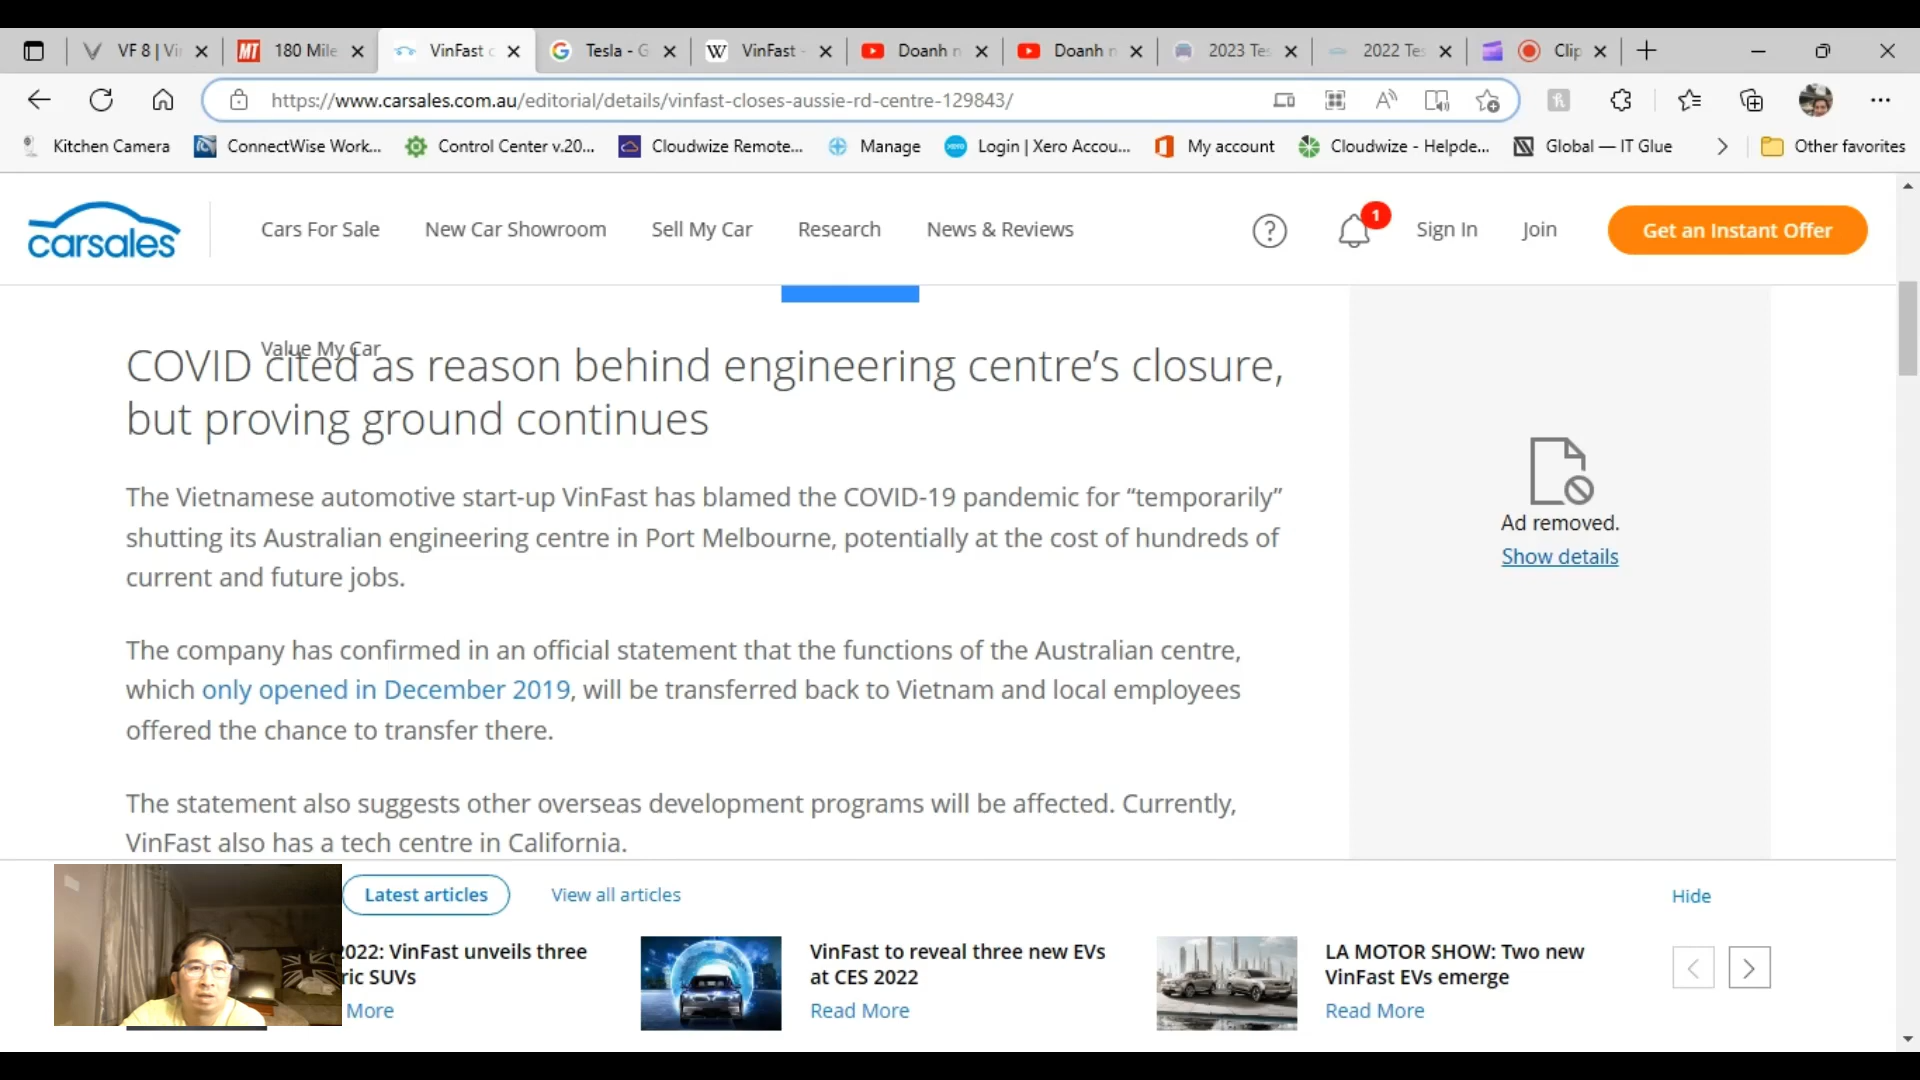 VF 8 | Vi
180 Mile
VinFast c
Tesla - G
VinFast -
Doanh n
Doanh n
2023 Tes
2022 Tes
Clip
https://www.carsales.com.au/editorial/details/vinfast-closes-aussie-rd-centre-129843/
Kitchen Camera
ConnectWise Work...
Control Center v.20...
Cloudwize Remote...
Manage
Login | Xero Accou...
My account
Cloudwize - Helpde...
Global — IT Glue
Other favorites
carsales
Cars For Sale
New Car Showroom
Sell My Car
Research
News & Reviews
1
Sign In
Join
Get an Instant Offer
Value My Car
COVID cited as reason behind engineering centre’s closure,
but proving ground continues
The Vietnamese automotive start-up VinFast has blamed the COVID-19 pandemic for “temporarily”
shutting its Australian engineering centre in Port Melbourne, potentially at the cost of hundreds of
current and future jobs.
The company has confirmed in an official statement that the functions of the Australian centre,
which only opened in December 2019, will be transferred back to Vietnam and local employees
offered the chance to transfer there.
The statement also suggests other overseas development programs will be affected. Currently,
VinFast also has a tech centre in California.
Ad removed.
Show details
Latest articles
View all articles
Hide
2022: VinFast unveils three
ric SUVs
More
VinFast to reveal three new EVs
at CES 2022
Read More
LA MOTOR SHOW: Two new
VinFast EVs emerge
Read More